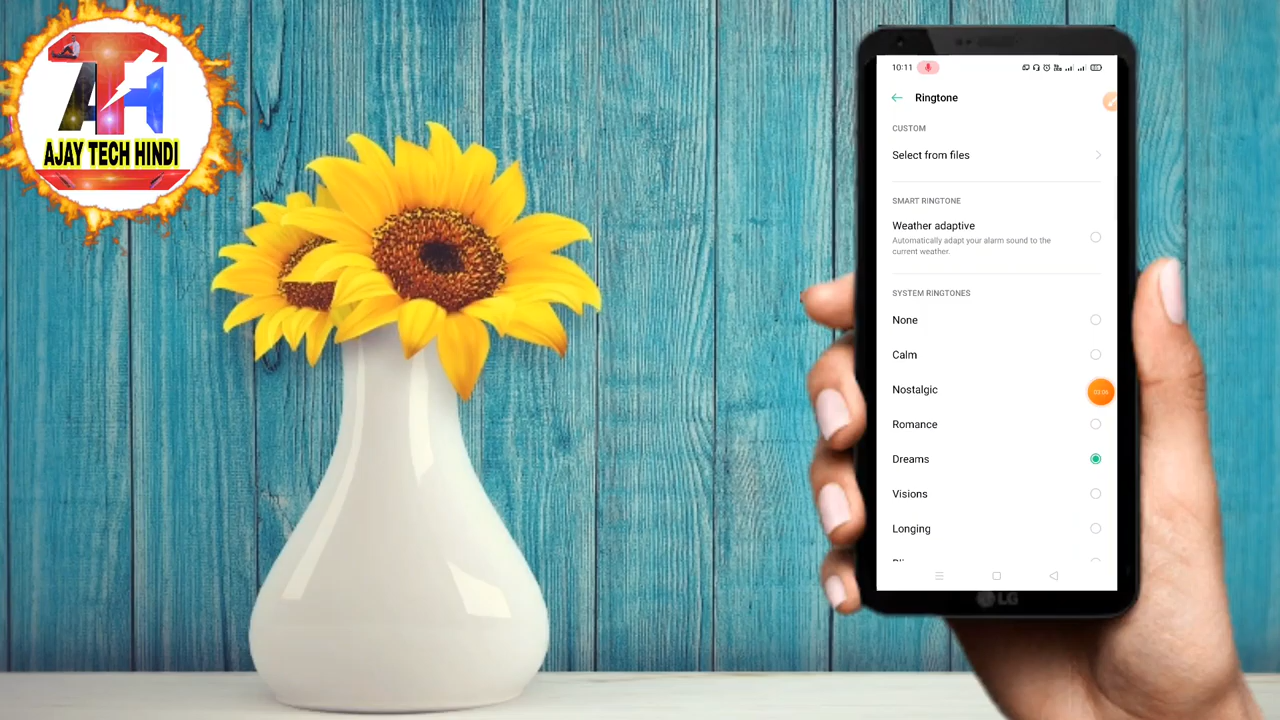 AJAY TECH HINDI
10:11
Ringtone
CUSTOM
Select from files
SMART RINGTONE
Weather adaptive
Automatically adapt your alarm sound to the
current weather.
SYSTEM RINGTONES
None
Calm
Nostalgic
Romance
Dreams
Visions
Longing
LG